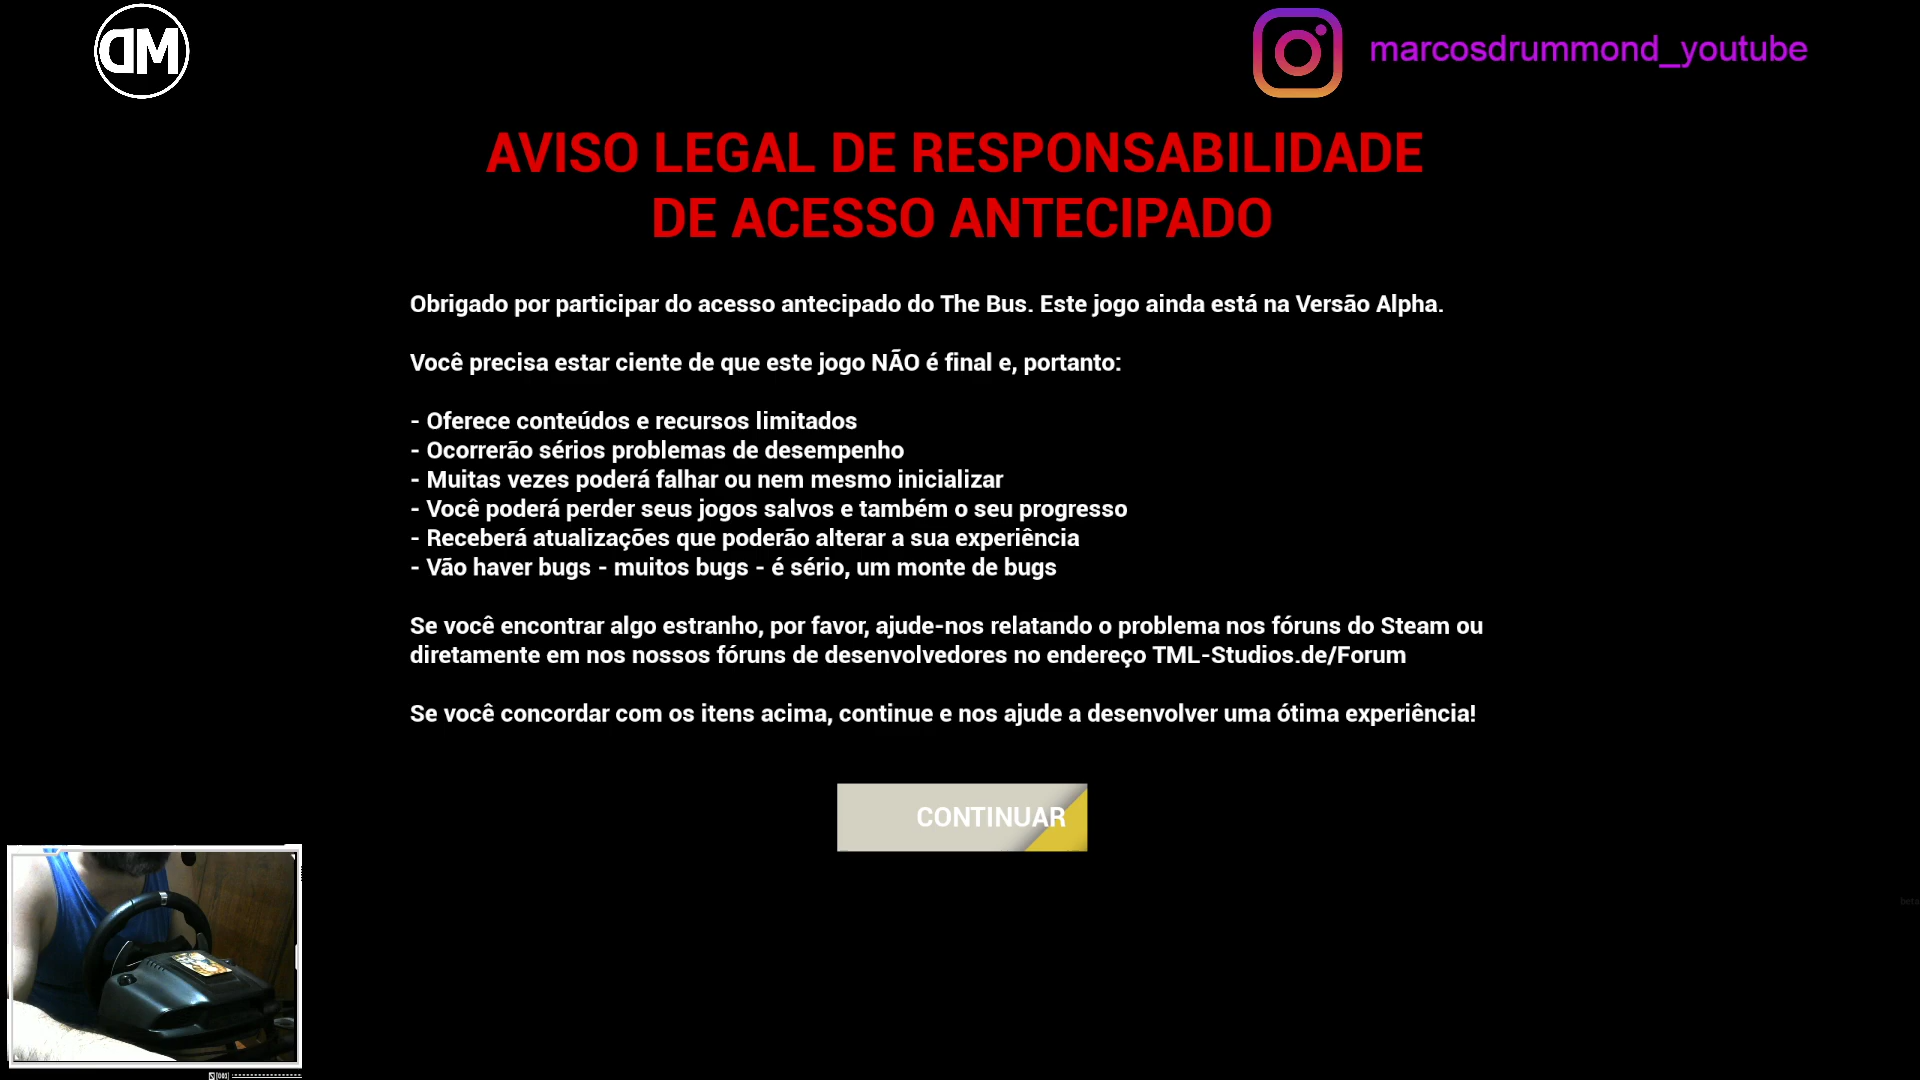 DM
marcosdrummond_youtube
AVISO LEGAL DE RESPONSABILIDADE
DE ACESSO ANTECIPADO
Obrigado por participar do acesso antecipado do The Bus. Este jogo ainda está na Versão Alpha.
Você precisa estar ciente de que este jogo NÃO é final e, portanto:
- Oferece conteúdos e recursos limitados
- Ocorrerão sérios problemas de desempenho
- Muitas vezes poderá falhar ou nem mesmo inicializar
- Você poderá perder seus jogos salvos e também o seu progresso
- Receberá atualizações que poderão alterar a sua experiência
- Vão haver bugs - muitos bugs - é sério, um monte de bugs
Se você encontrar algo estranho, por favor, ajude-nos relatando o problema nos fóruns do Steam ou
diretamente em nos nossos fóruns de desenvolvedores no endereço TML-Studios.de/Forum
Se você concordar com os itens acima, continue e nos ajude a desenvolver uma ótima experiência!
CONTINUAR
beta